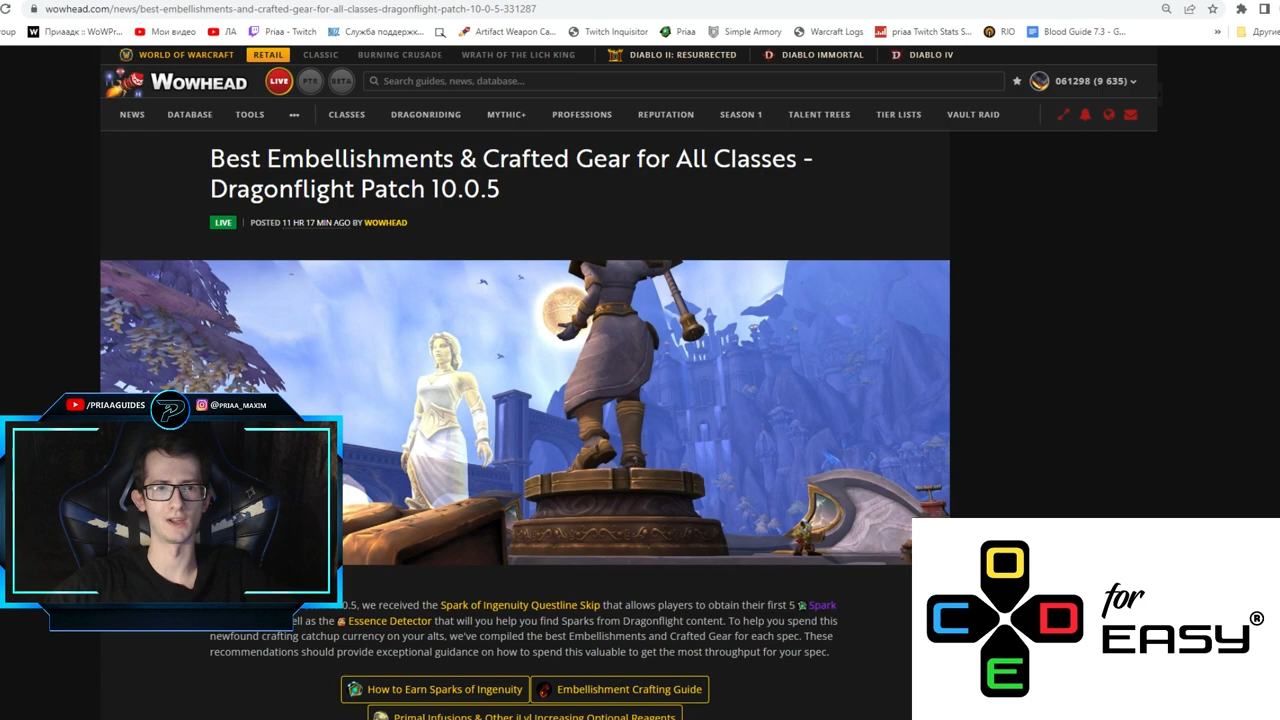 wowhead.com/news/best-embellishments-and-crafted-gear-for-all-classes-dragonflight-patch-10-0-5-331287
roup Приаадк :: WoWPr... Мои видео ЛА Priaa - Twitch Служба поддержк... Artifact Weapon Ca... Twitch Inquisitor Priaa Simple Armory Warcraft Logs priaa Twitch Stats S... RIO Blood Guide 7.3 - G... » Другие
WORLD OF WARCRAFT RETAIL CLASSIC BURNING CRUSADE WRATH OF THE LICH KING DIABLO II: RESURRECTED DIABLO IMMORTAL DIABLO IV
WOWHEAD LIVE PTR BETA Search guides, news, database... 061298 (9 635)
NEWS DATABASE TOOLS ••• CLASSES DRAGONRIDING MYTHIC+ PROFESSIONS REPUTATION SEASON 1 TALENT TREES TIER LISTS VAULT RAID
Best Embellishments & Crafted Gear for All Classes -
Dragonflight Patch 10.0.5
LIVE | POSTED 11 HR 17 MIN AGO BY WOWHEAD
/PRIAAGUIDES @PRIAA_MAXIM
0.5, we received the Spark of Ingenuity Questline Skip that allows players to obtain their first 5 Spark
ell as the Essence Detector that will you help you find Sparks from Dragonflight content. To help you spend this
newfound crafting catchup currency on your alts, we've compiled the best Embellishments and Crafted Gear for each spec. These
recommendations should provide exceptional guidance on how to spend this valuable to get the most throughput for your spec.
How to Earn Sparks of Ingenuity Embellishment Crafting Guide
Primal Infusions & Other iLvl Increasing Optional Reagents
CODE for
EASY®